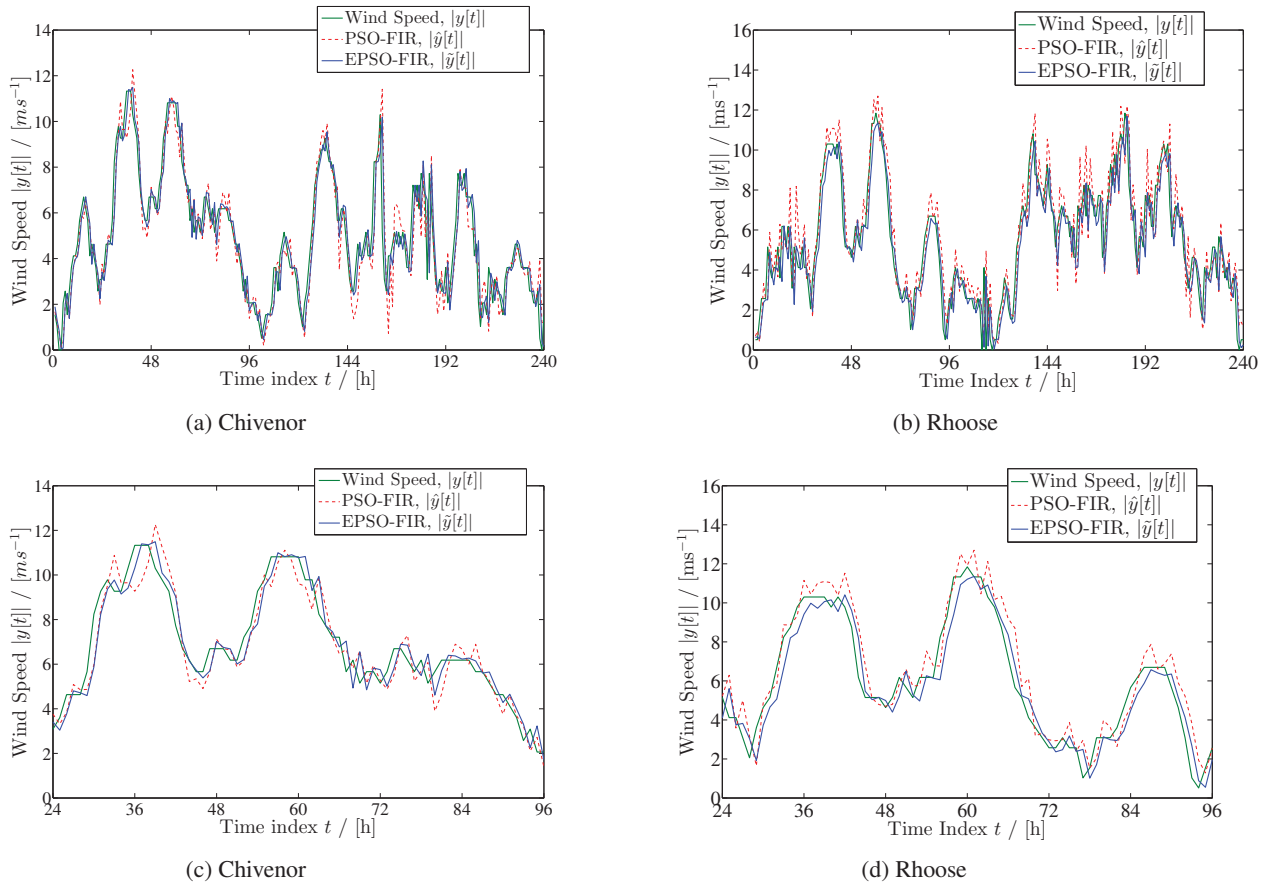 Wind Speed, |y[t]|
PSO-FIR, |ŷ[t]|
EPSO-FIR, |ỹ[t]|
Wind Speed |y[t]| / [ms⁻¹]
14
12
10
8
6
4
2
0
0 48 96 144 192 240
Time index t / [h]
(a) Chivenor
Wind Speed, |y[t]|
PSO-FIR, |ŷ[t]|
EPSO-FIR, |ỹ[t]|
Wind Speed |y[t]| / [ms⁻¹]
16
14
12
10
8
6
4
2
0
0 48 96 144 192 240
Time Index t / [h]
(b) Rhoose
Wind Speed, |y[t]|
PSO-FIR, |ŷ[t]|
EPSO-FIR, |ỹ[t]|
Wind Speed |y[t]| / [ms⁻¹]
14
12
10
8
6
4
2
0
24 36 48 60 72 84 96
Time index t / [h]
(c) Chivenor
Wind Speed, |y[t]|
PSO-FIR, |ŷ[t]|
EPSO-FIR, |ỹ[t]|
Wind Speed |y[t]| / [ms⁻¹]
16
14
12
10
8
6
4
2
0
24 36 48 60 72 84 96
Time Index t / [h]
(d) Rhoose